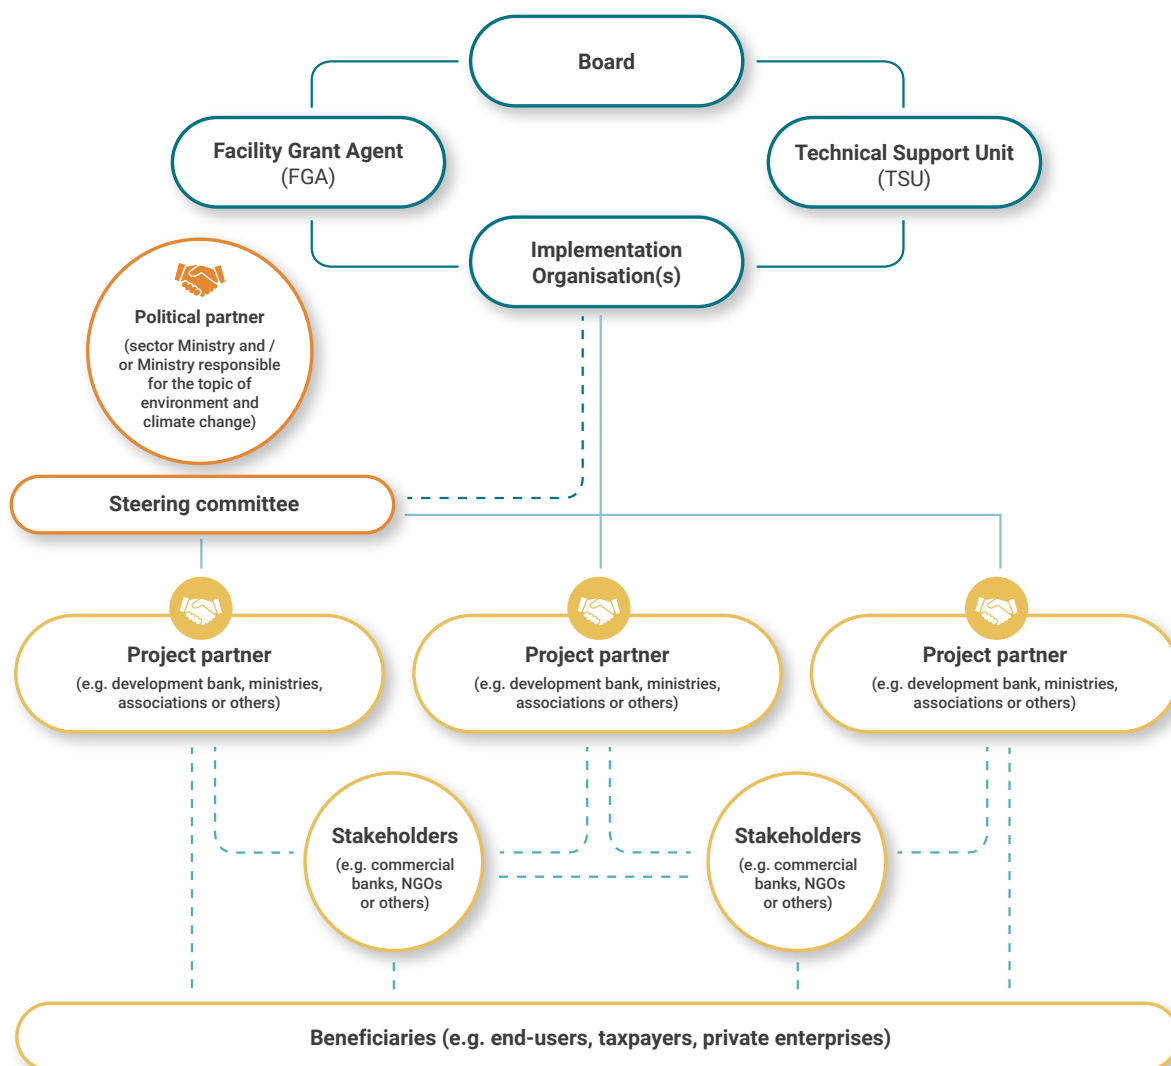 Board
Facility Grant Agent
(FGA)
Technical Support Unit
(TSU)
Implementation
Organisation(s)
Political partner
(sector Ministry and /
or Ministry responsible
for the topic of
environment and
climate change)
Steering committee
Project partner
(e.g. development bank, ministries,
associations or others)
Project partner
(e.g. development bank, ministries,
associations or others)
Project partner
(e.g. development bank, ministries,
associations or others)
Stakeholders
(e.g. commercial
banks, NGOs
or others)
Stakeholders
(e.g. commercial
banks, NGOs
or others)
Beneficiaries (e.g. end-users, taxpayers, private enterprises)